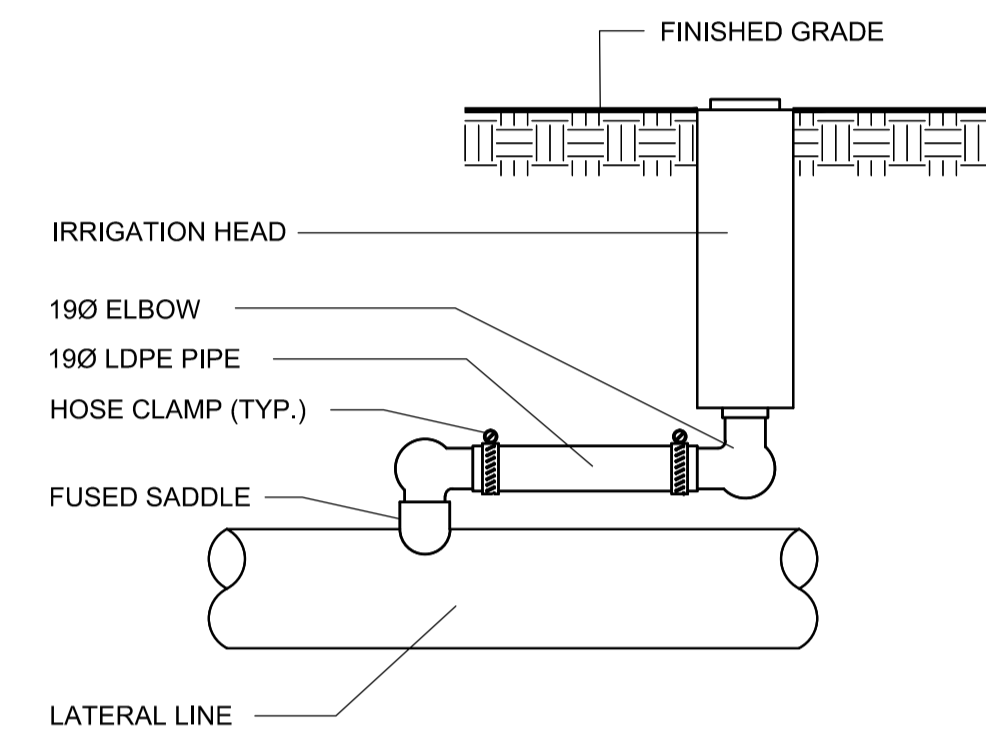 FINISHED GRADE
IRRIGATION HEAD
19Ø ELBOW
19Ø LDPE PIPE
HOSE CLAMP (TYP.)
FUSED SADDLE
LATERAL LINE